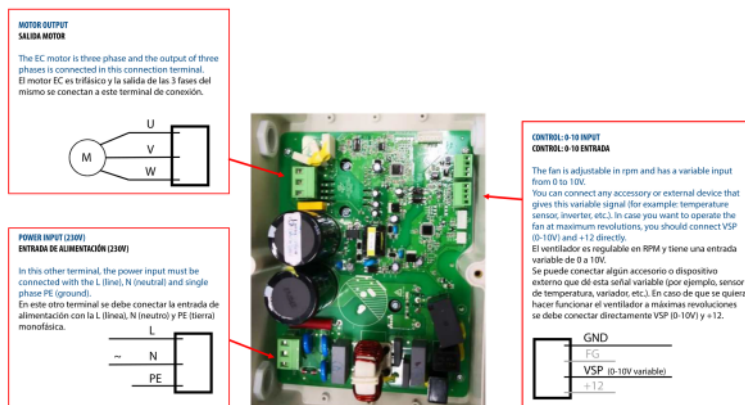 MOTOR OUTPUT
SALIDA MOTOR
The EC motor is three phase and the output of three
phases is connected in this connection terminal.
El motor EC es trifásico y la salida de las 3 fases del
mismo se conectan a este terminal de conexión.
U
M
V
W
POWER INPUT (230V)
ENTRADA DE ALIMENTACIÓN (230V)
In this other terminal, the power input must be
connected with the L (line), N (neutral) and single
phase PE (ground).
En este otro terminal se debe conectar la entrada de
alimentación con la L (línea), N (neutro) y PE (tierra)
monofásica.
L
~ N
PE
CONTROL: 0-10 INPUT
CONTROL: 0-10 ENTRADA
The fan is adjustable in rpm and has a variable input
from 0 to 10V.
You can connect any accessory or external device that
gives this variable signal (for example: temperature
sensor, inverter, etc.). In case you want to operate the
fan at maximum revolutions, you should connect VSP
(0-10V) and +12 directly.
El ventilador es regulable en RPM y tiene una entrada
variable de 0 a 10V.
Se puede conectar algún accesorio o dispositivo
externo que dé esta señal variable (por ejemplo, sensor
de temperatura, variador, etc.). En caso de que se quiera
hacer funcionar el ventilador a máximas revoluciones
se debe conectar directamente VSP (0-10V) y +12.
GND
FG
VSP (0-10V variable)
+12